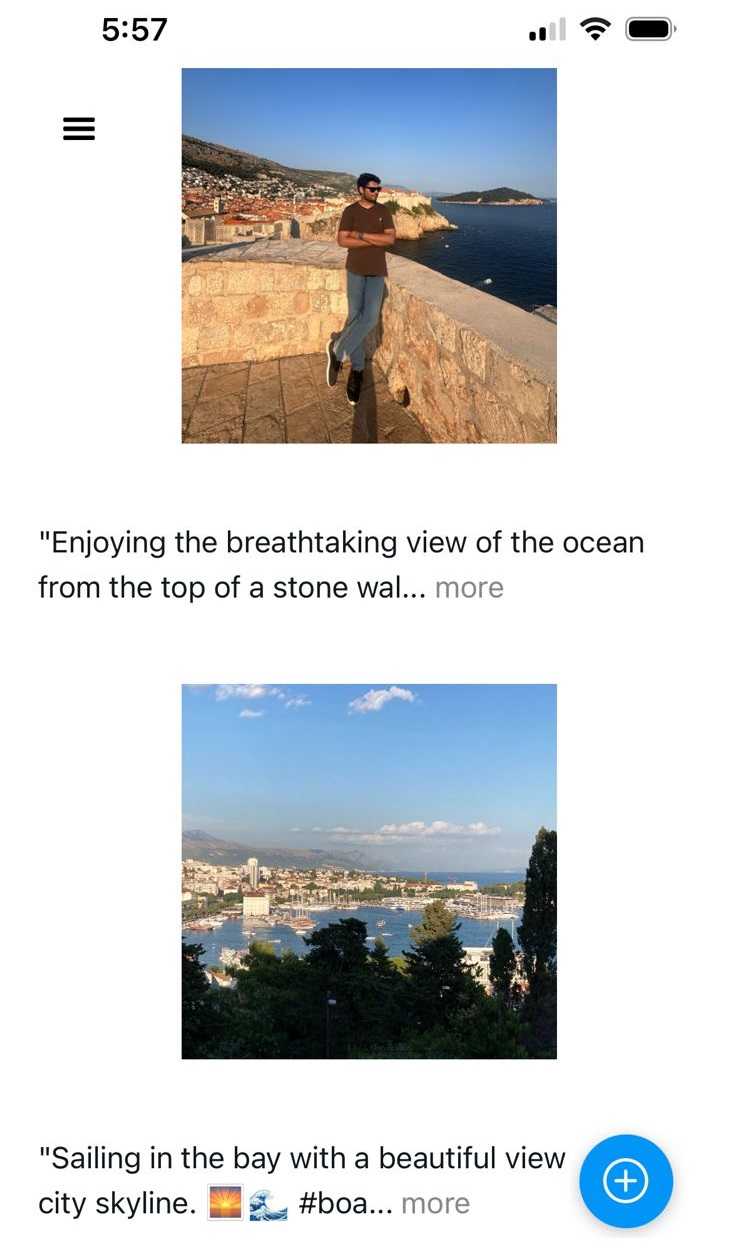 5:57
"Enjoying the breathtaking view of the ocean
from the top of a stone wal... more
"Sailing in the bay with a beautiful view
city skyline. 🌅🌊 #boa... more